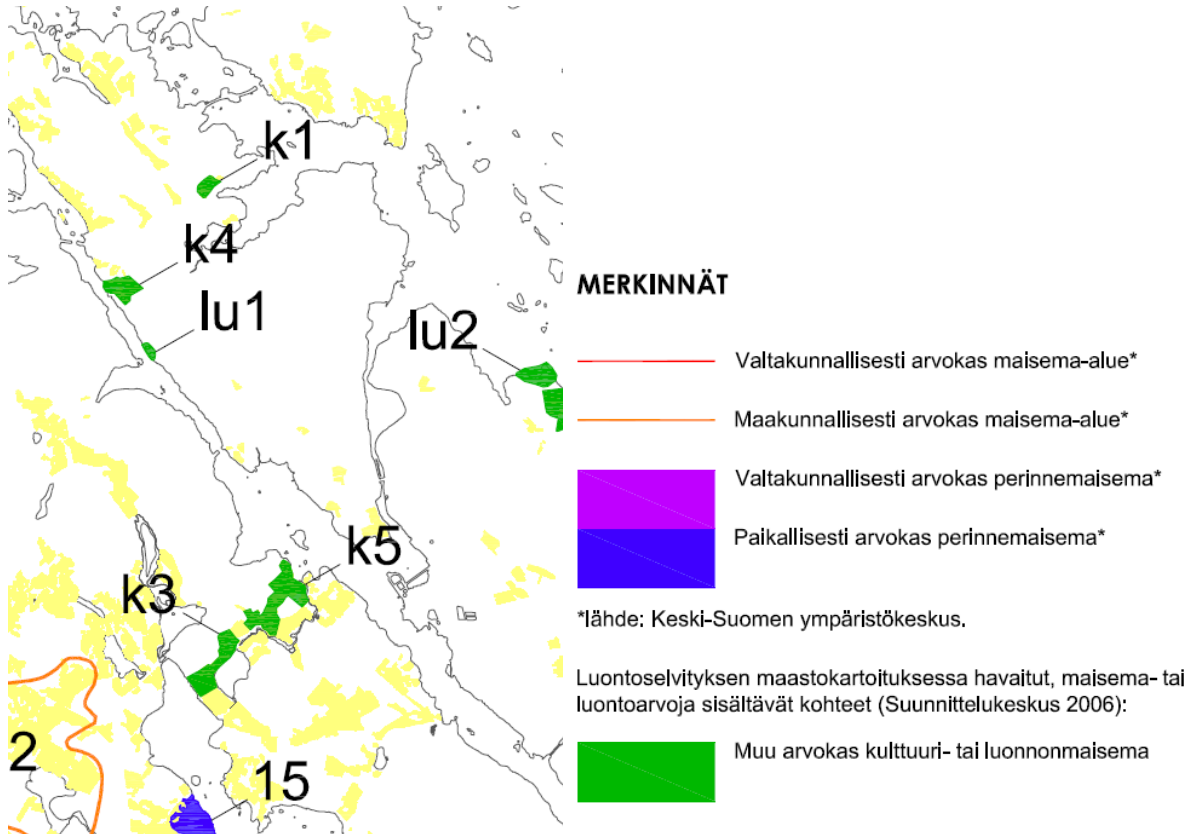 k1
k4
lu1
lu2
k5
k3
2
15
MERKINNÄT
Valtakunnallisesti arvokas maisema-alue*
Maakunnallisesti arvokas maisema-alue*
Valtakunnallisesti arvokas perinnemaisema*
Paikallisesti arvokas perinnemaisema*
*lähde: Keski-Suomen ympäristökeskus.
Luontoselvityksen maastokartoituksessa havaitut, maisema- tai
luontoarvoja sisältävät kohteet (Suunnittelukeskus 2006):
Muu arvokas kulttuuri- tai luonnonmaisema